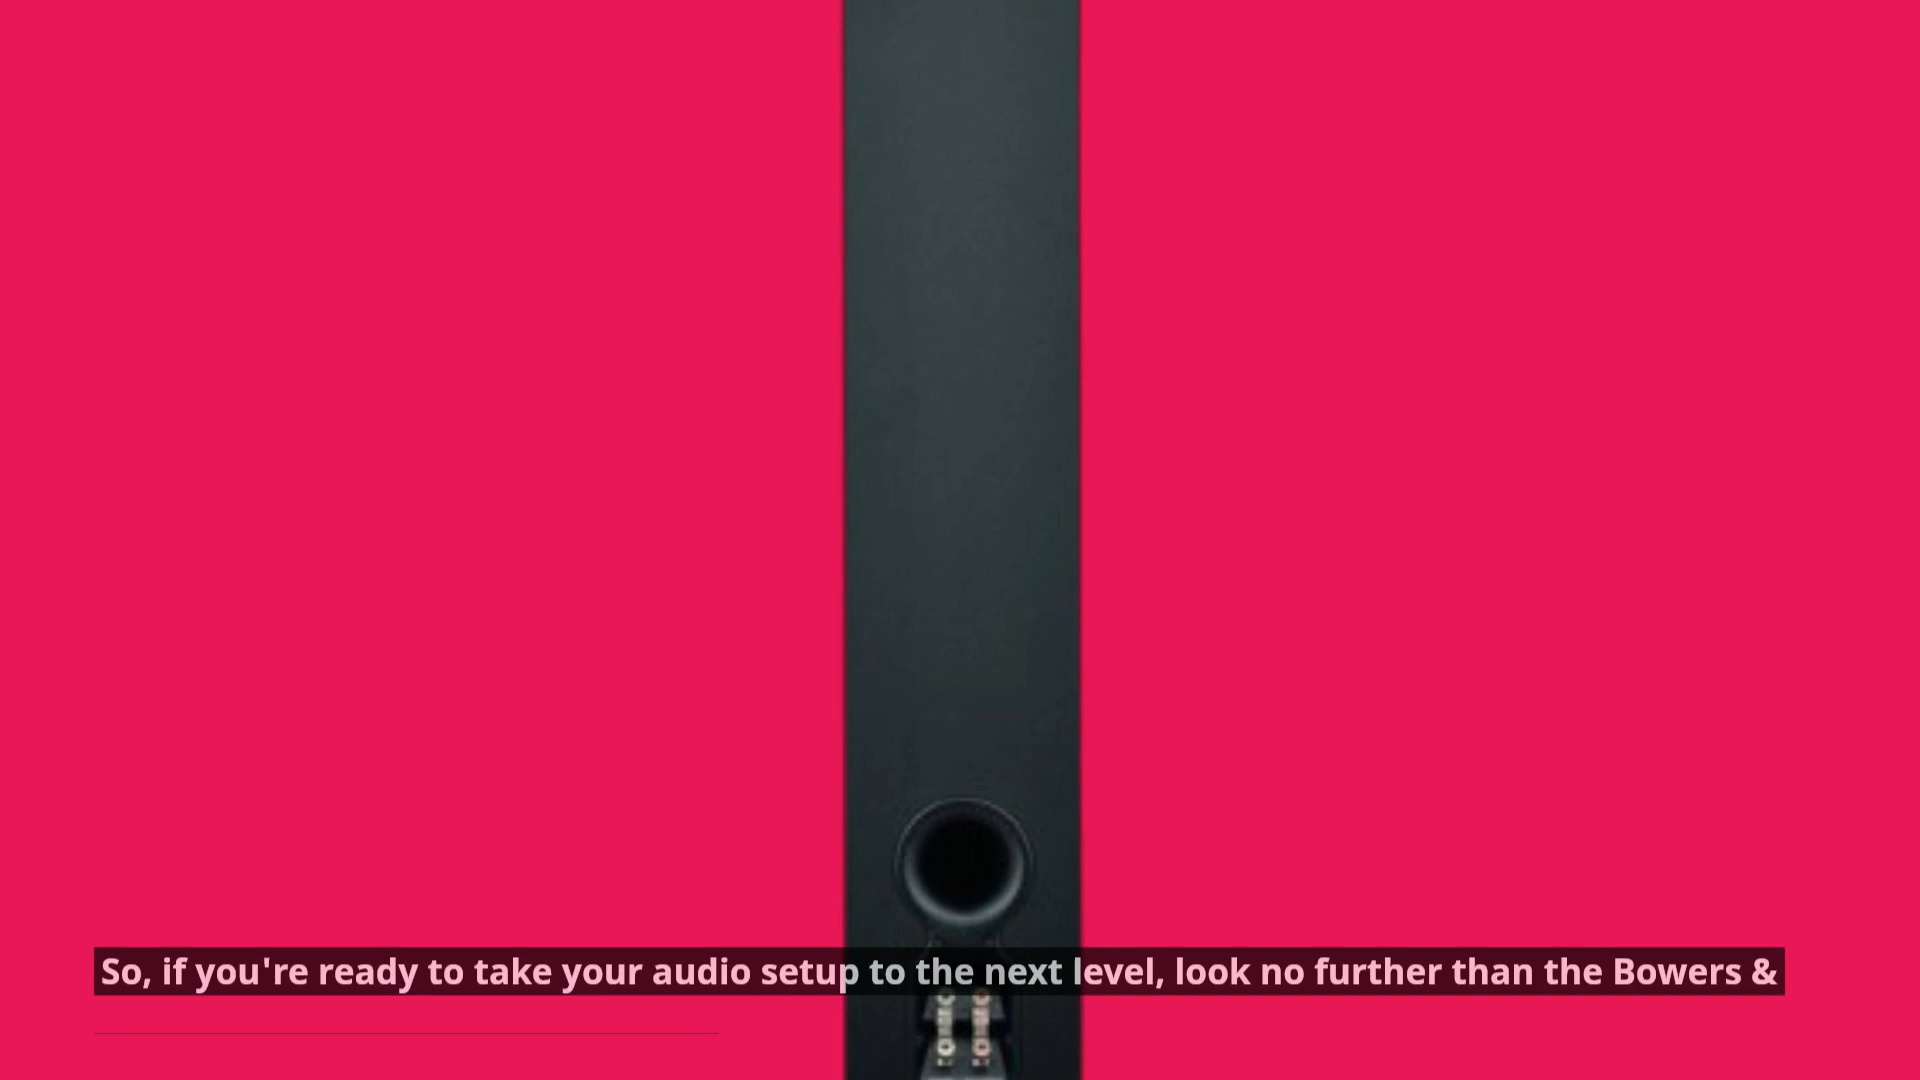 So, if you're ready to take your audio setup to the next level, look no further than the Bowers &